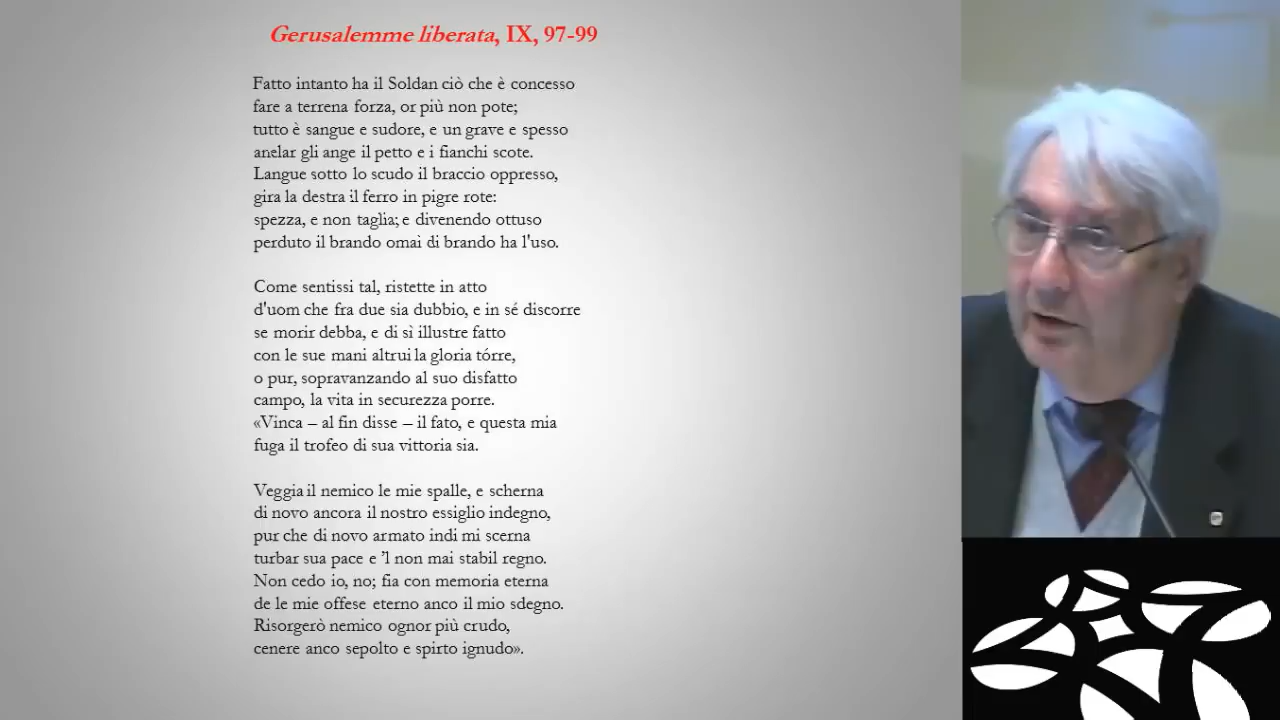 Gerusalemme liberata, IX, 97-99
Fatto intanto ha il Soldan ciò che è concesso
fare a terrena forza, or più non pote;
tutto è sangue e sudore, e un grave e spesso
anelar gli ange il petto e i fianchi scote.
Langue sotto lo scudo il braccio oppresso,
gira la destra il ferro in pigre rote:
spezza, e non taglia; e divenendo ottuso
perduto il brando omai di brando ha l'uso.
Come sentissi tal, ristette in atto
d'uom che fra due sia dubbio, e in sé discorre
se morir debba, e di sì illustre fatto
con le sue mani altrui la gloria tórre,
o pur, sopravanzando al suo disfatto
campo, la vita in securezza porre.
«Vinca – al fin disse – il fato, e questa mia
fuga il trofeo di sua vittoria sia.
Veggia il nemico le mie spalle, e scherna
di novo ancora il nostro essiglio indegno,
pur che di novo armato indi mi scerna
turbar sua pace e 'l non mai stabil regno.
Non cedo io, no; fia con memoria eterna
de le mie offese eterno anco il mio sdegno.
Risorgerò nemico ognor più crudo,
cenere anco sepolto e spirto ignudo».